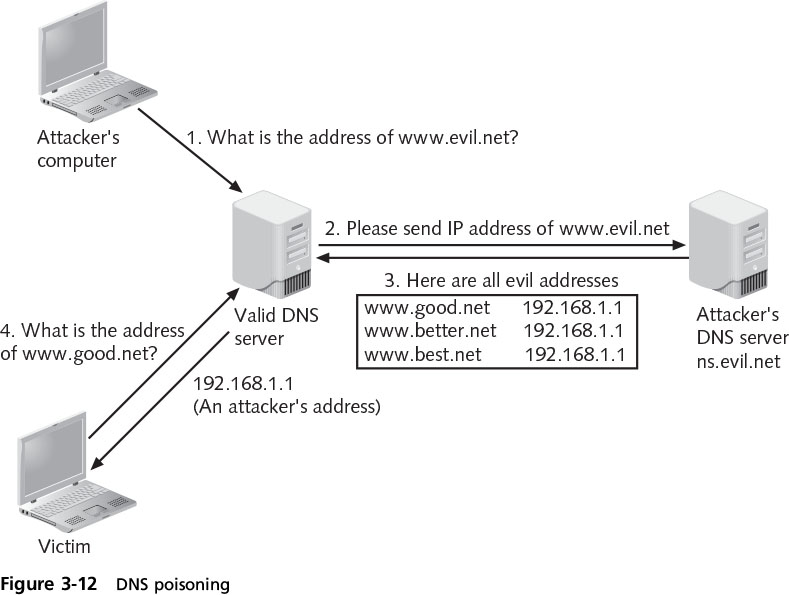 Attacker's
computer
1. What is the address of www.evil.net?
2. Please send IP address of www.evil.net
3. Here are all evil addresses
www.good.net 192.168.1.1
www.better.net 192.168.1.1
www.best.net 192.168.1.1
Valid DNS
server
Attacker's
DNS server
ns.evil.net
4. What is the address
of www.good.net?
192.168.1.1
(An attacker's address)
Victim
Figure 3-12 DNS poisoning